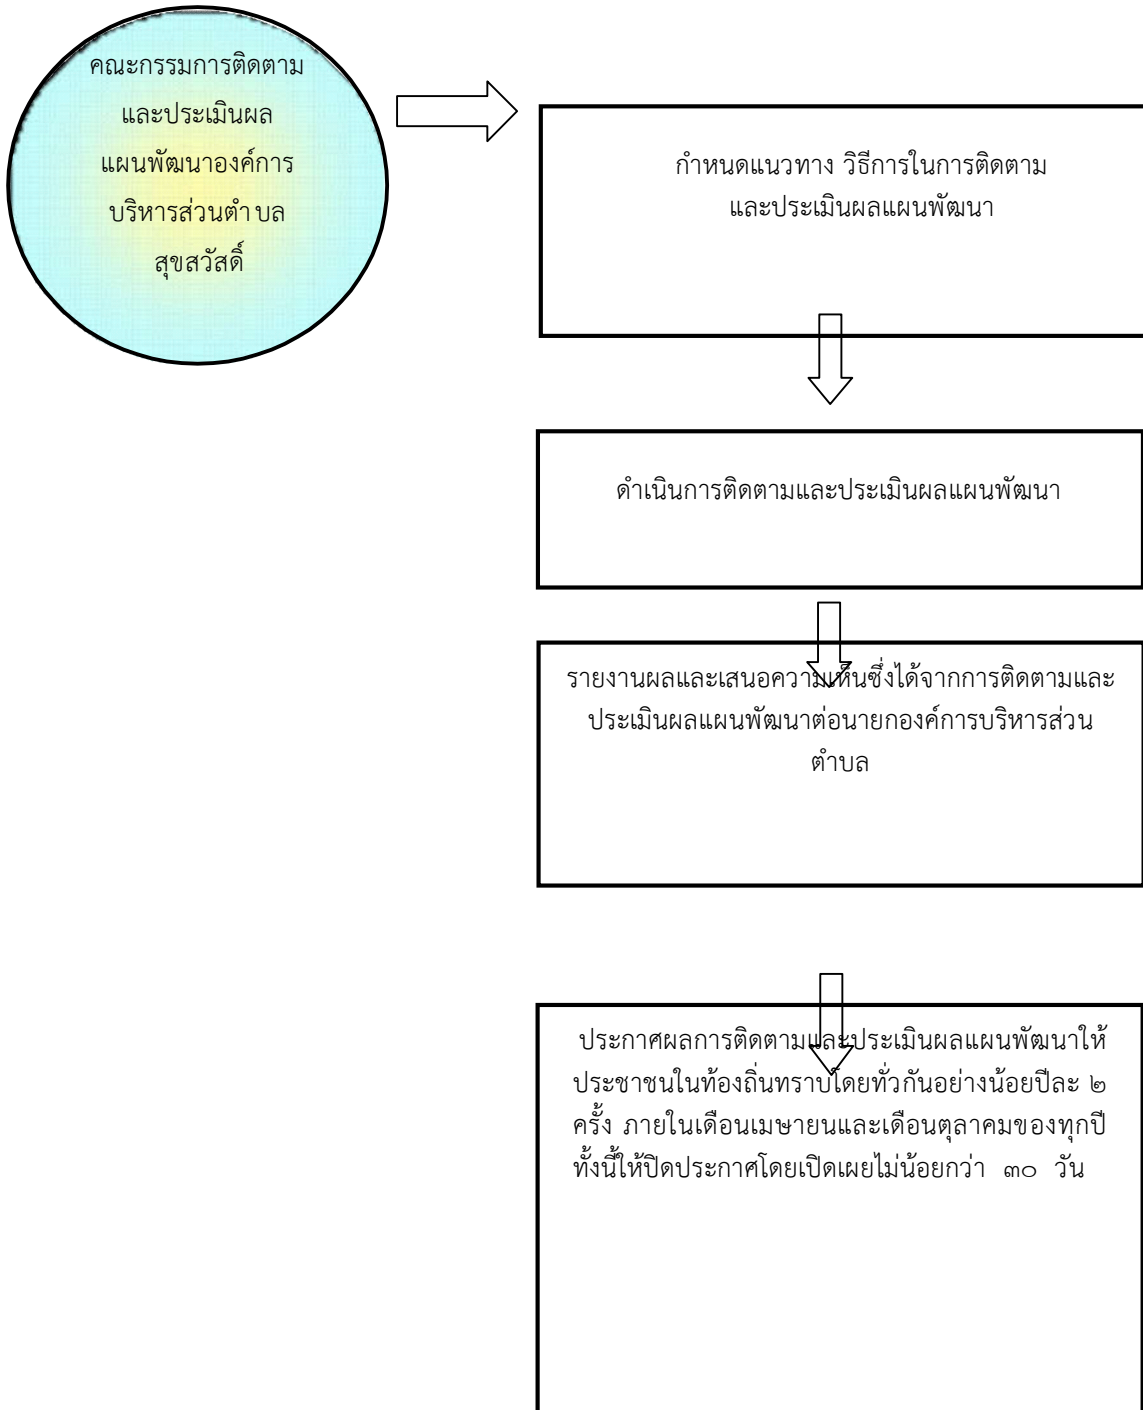 คณะกรรมการติดตาม
และประเมินผล
แผนพัฒนาองค์การ
บริหารส่วนตำบล
สุขสวัสดิ์
กำหนดแนวทาง วิธีการในการติดตาม
และประเมินผลแผนพัฒนา
ดำเนินการติดตามและประเมินผลแผนพัฒนา
รายงานผลและเสนอความเห็นซึ่งได้จากการติดตามและ
ประเมินผลแผนพัฒนาต่อนายกองค์การบริหารส่วน
ตำบล
ประกาศผลการติดตามและประเมินผลแผนพัฒนาให้
ประชาชนในท้องถิ่นทราบโดยทั่วกันอย่างน้อยปีละ ๒
ครั้ง ภายในเดือนเมษายนและเดือนตุลาคมของทุกปี
ทั้งนี้ให้ปิดประกาศโดยเปิดเผยไม่น้อยกว่า ๓๐ วัน